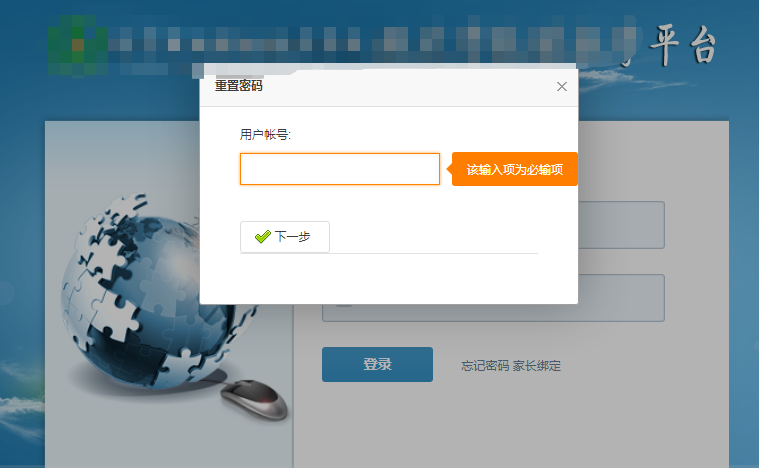 平台
重置密码
用户帐号:
该输入项为必输项
下一步
登录
忘记密码 家长绑定